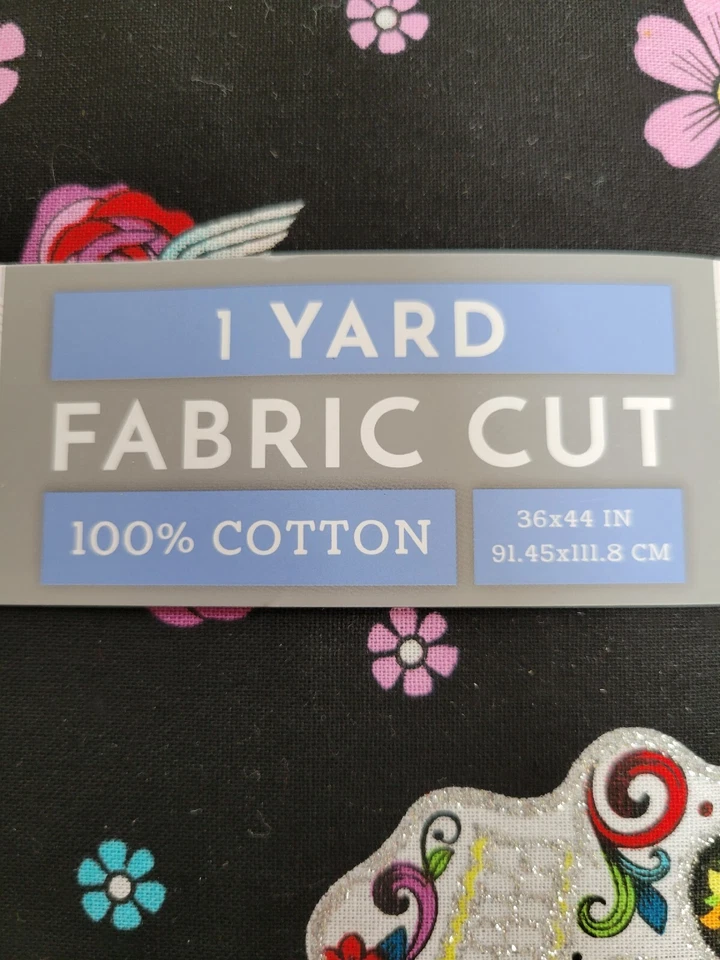 1 YARD
FABRIC CUT
100% COTTON
36x44 IN
91.45x111.8 CM